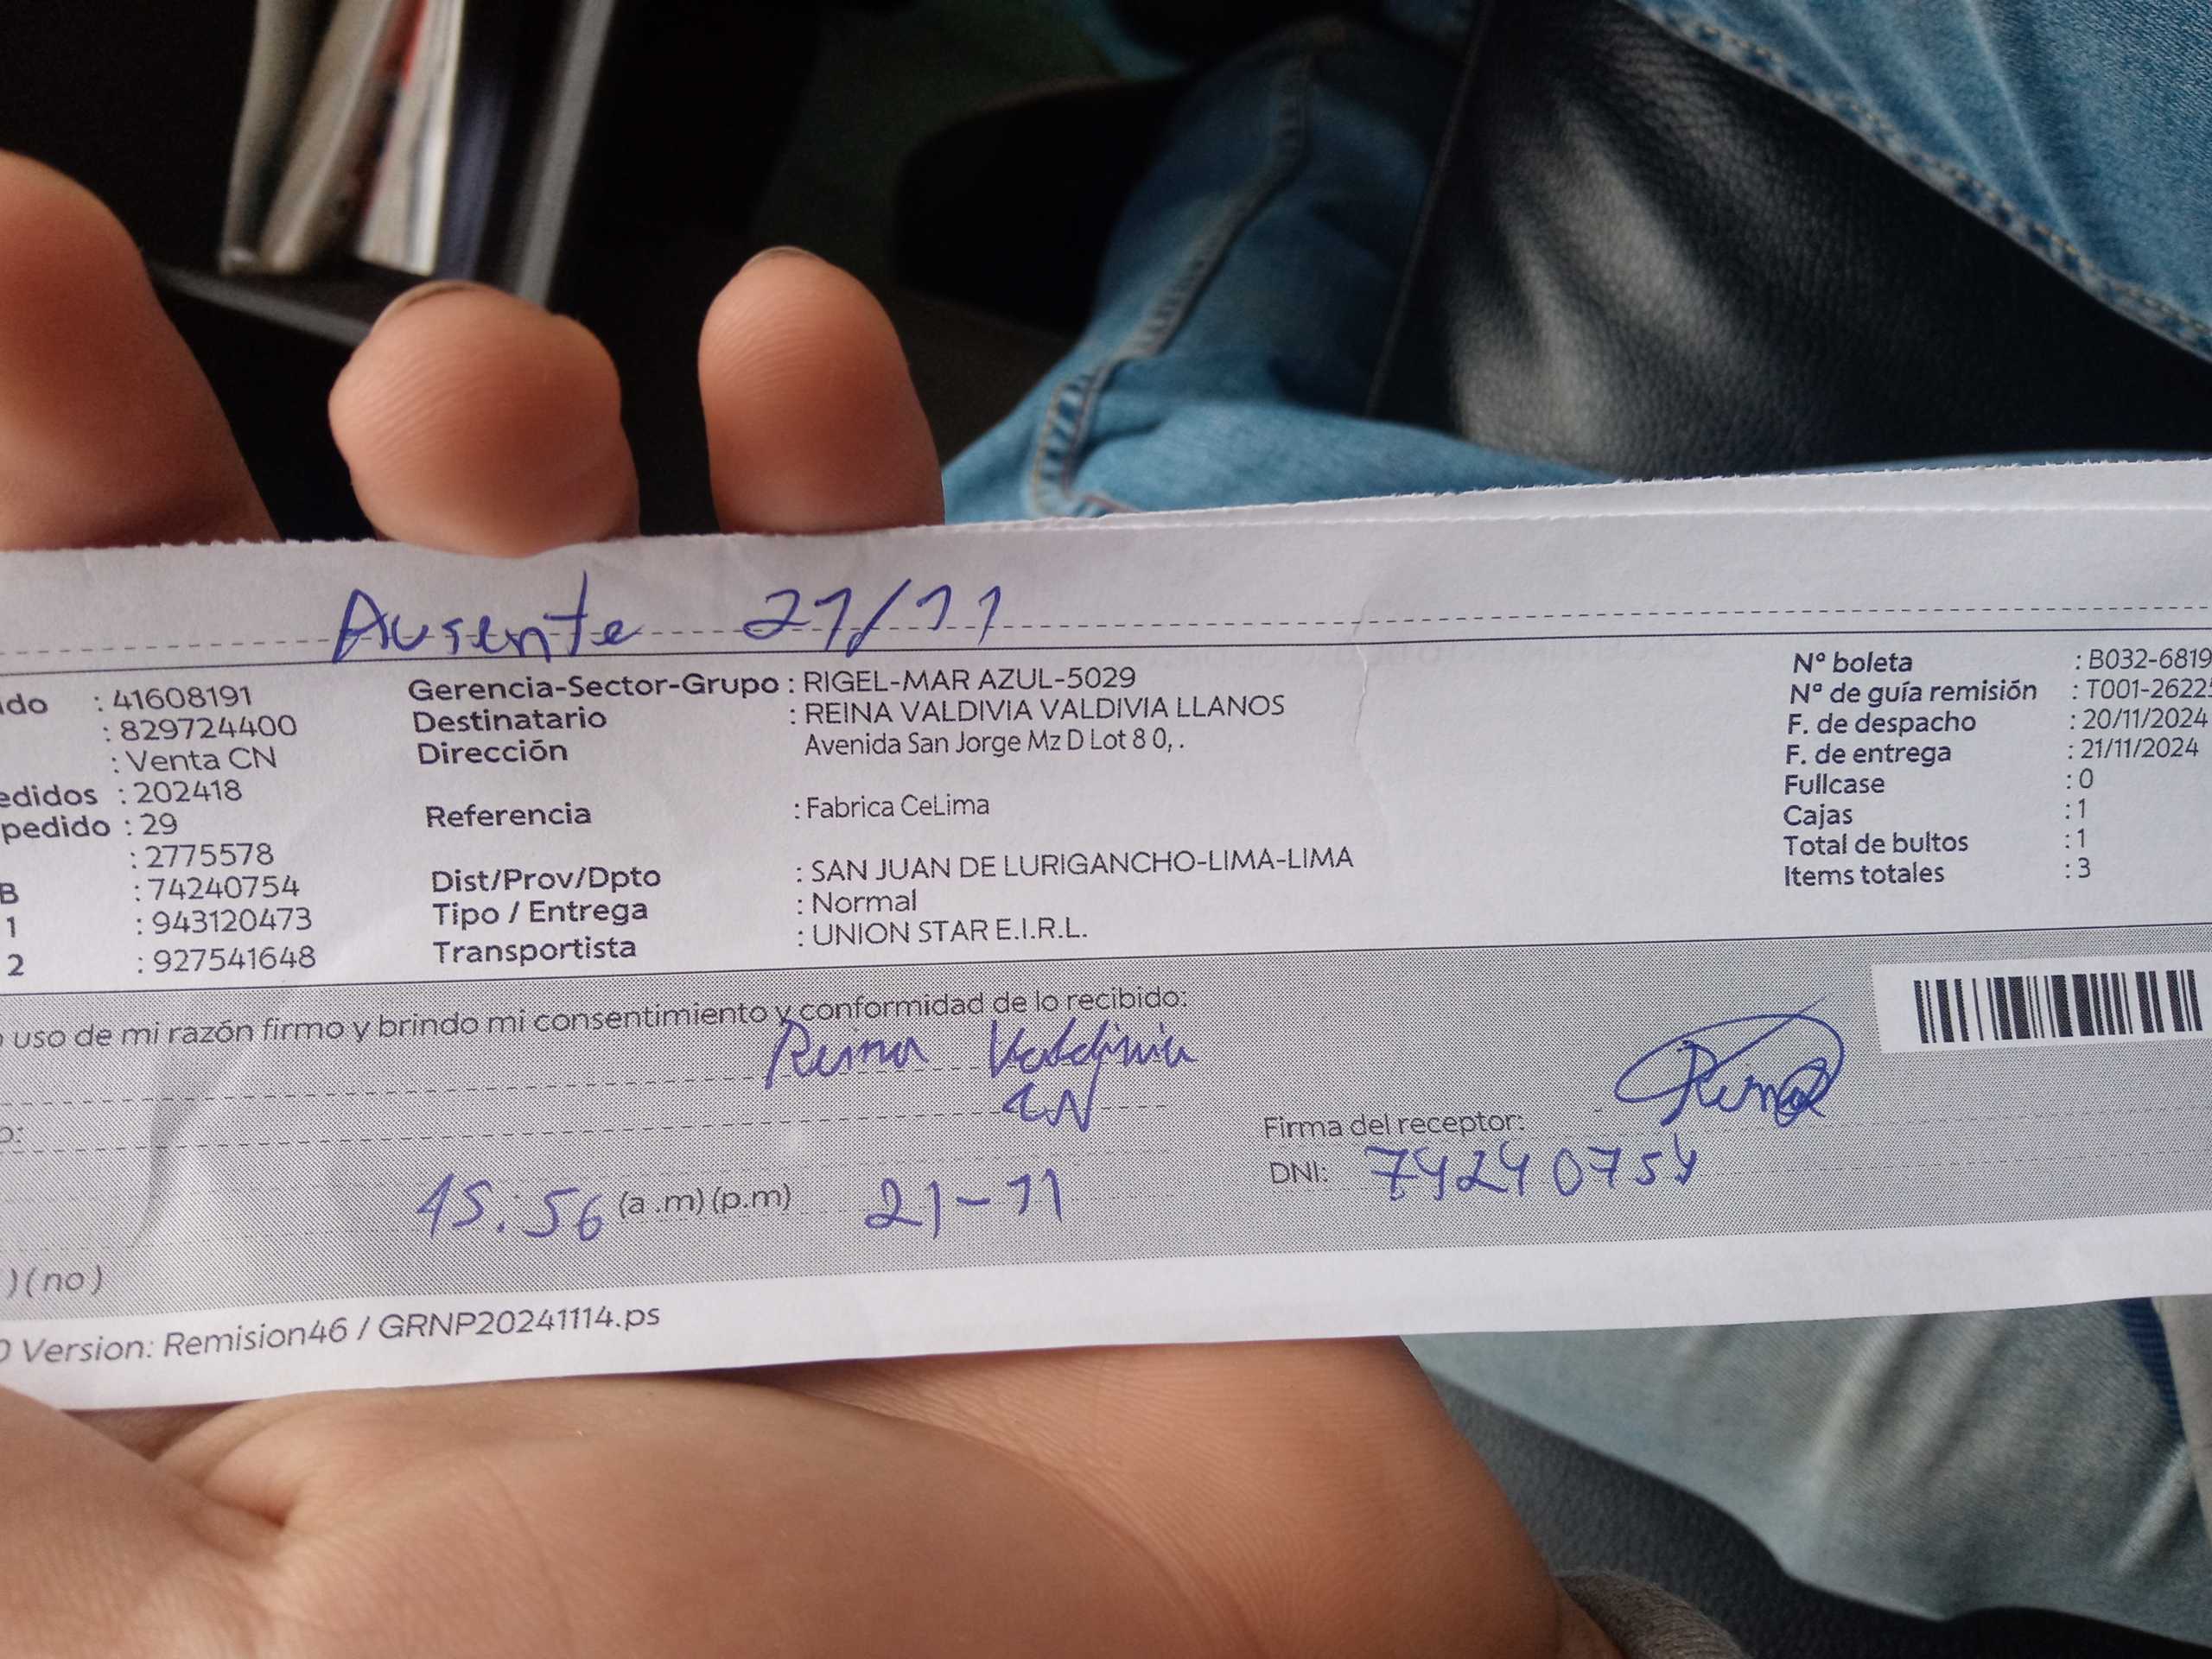 Ausente 21/11
ido : 41608191
: 829724400
: Venta CN
edidos : 202418
pedido : 29
: 2775578
B : 74240754
1 : 943120473
2 : 927541648
Gerencia-Sector-Grupo : RIGEL-MAR AZUL-5029
Destinatario : REINA VALDIVIA VALDIVIA LLANOS
Dirección Avenida San Jorge Mz D Lot 8 0, .
Referencia : Fabrica CeLima
Dist/Prov/Dpto : SAN JUAN DE LURIGANCHO-LIMA-LIMA
Tipo / Entrega : Normal
Transportista : UNION STAR E.I.R.L.
Nº boleta : B032-6819
Nº de guía remisión : T001-2622
F. de despacho : 20/11/2024
F. de entrega : 21/11/2024
Fullcase : 0
Cajas : 1
Total de bultos : 1
Items totales : 3
uso de mi razón firmo y brindo mi consentimiento y conformidad de lo recibido:
Reina Valdivia
CN
o:
Firma del receptor: Reina
15:56 (a .m) (p.m) 21-11
DNI: 74240754
) (no)
Version: Remision46 / GRNP20241114.ps